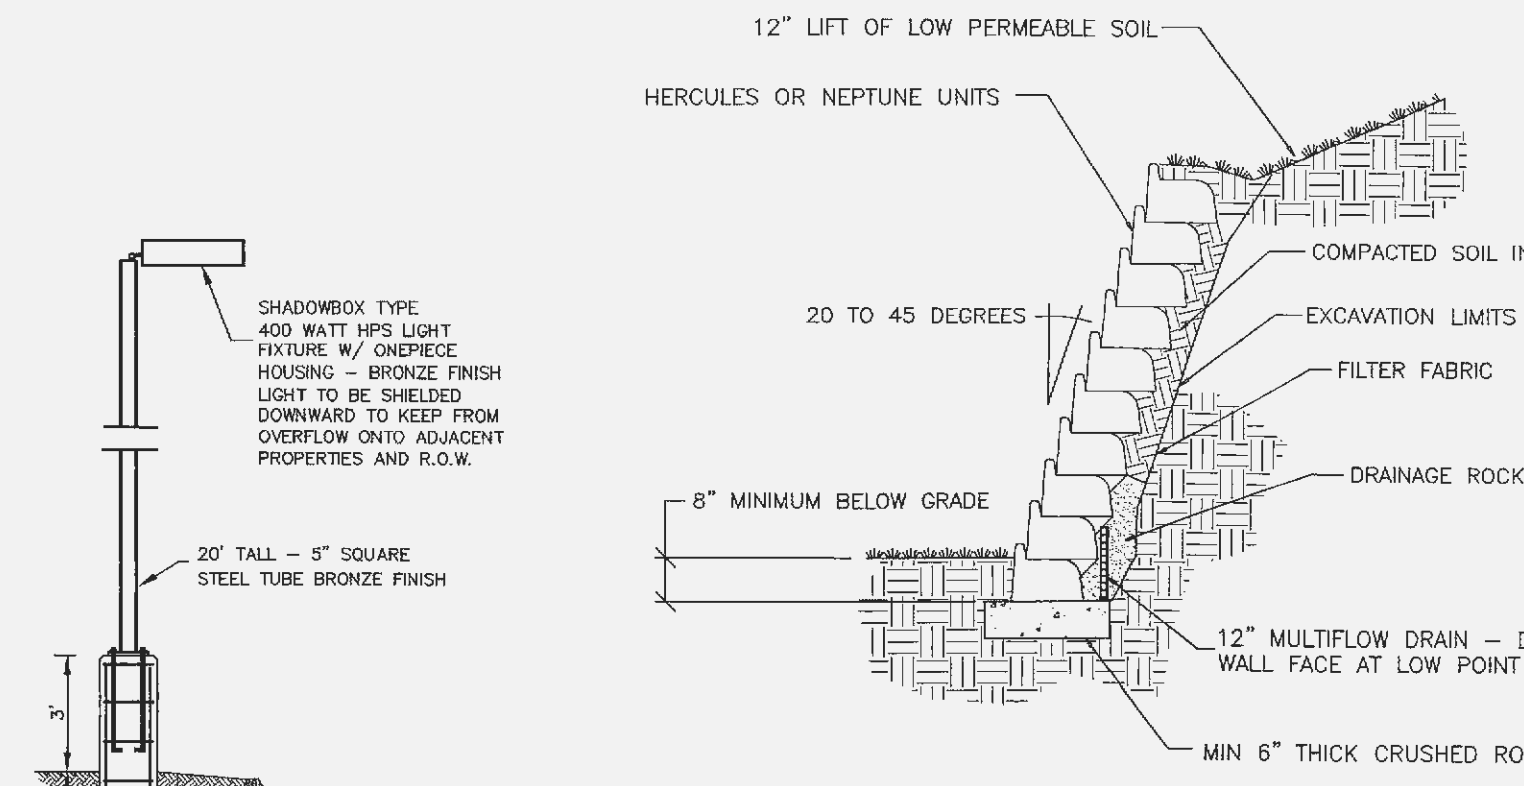 12" LIFT OF LOW PERMEABLE SOIL
HERCULES OR NEPTUNE UNITS
COMPACTED SOIL
20 TO 45 DEGREES
EXCAVATION LIMITS
FILTER FABRIC
DRAINAGE ROCK
8" MINIMUM BELOW GRADE
12" MULTIFLOW DRAIN –
WALL FACE AT LOW POINT
MIN 6" THICK CRUSHED
SHADOWBOX TYPE
400 WATT HPS LIGHT
FIXTURE W/ ONEPIECE
HOUSING – BRONZE FINISH
LIGHT TO BE SHIELDED
DOWNWARD TO KEEP FROM
OVERFLOW ONTO ADJACENT
PROPERTIES AND R.O.W.
20' TALL – 5" SQUARE
STEEL TUBE BRONZE FINISH
3'